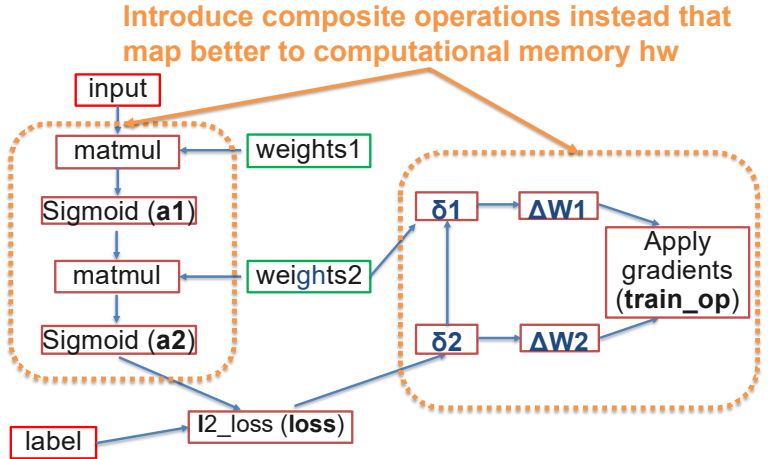 Introduce composite operations instead that
map better to computational memory hw
input
matmul
weights1
Sigmoid (a1)
matmul
weights2
Sigmoid (a2)
l2_loss (loss)
label
δ1
ΔW1
δ2
ΔW2
Apply
gradients
(train_op)